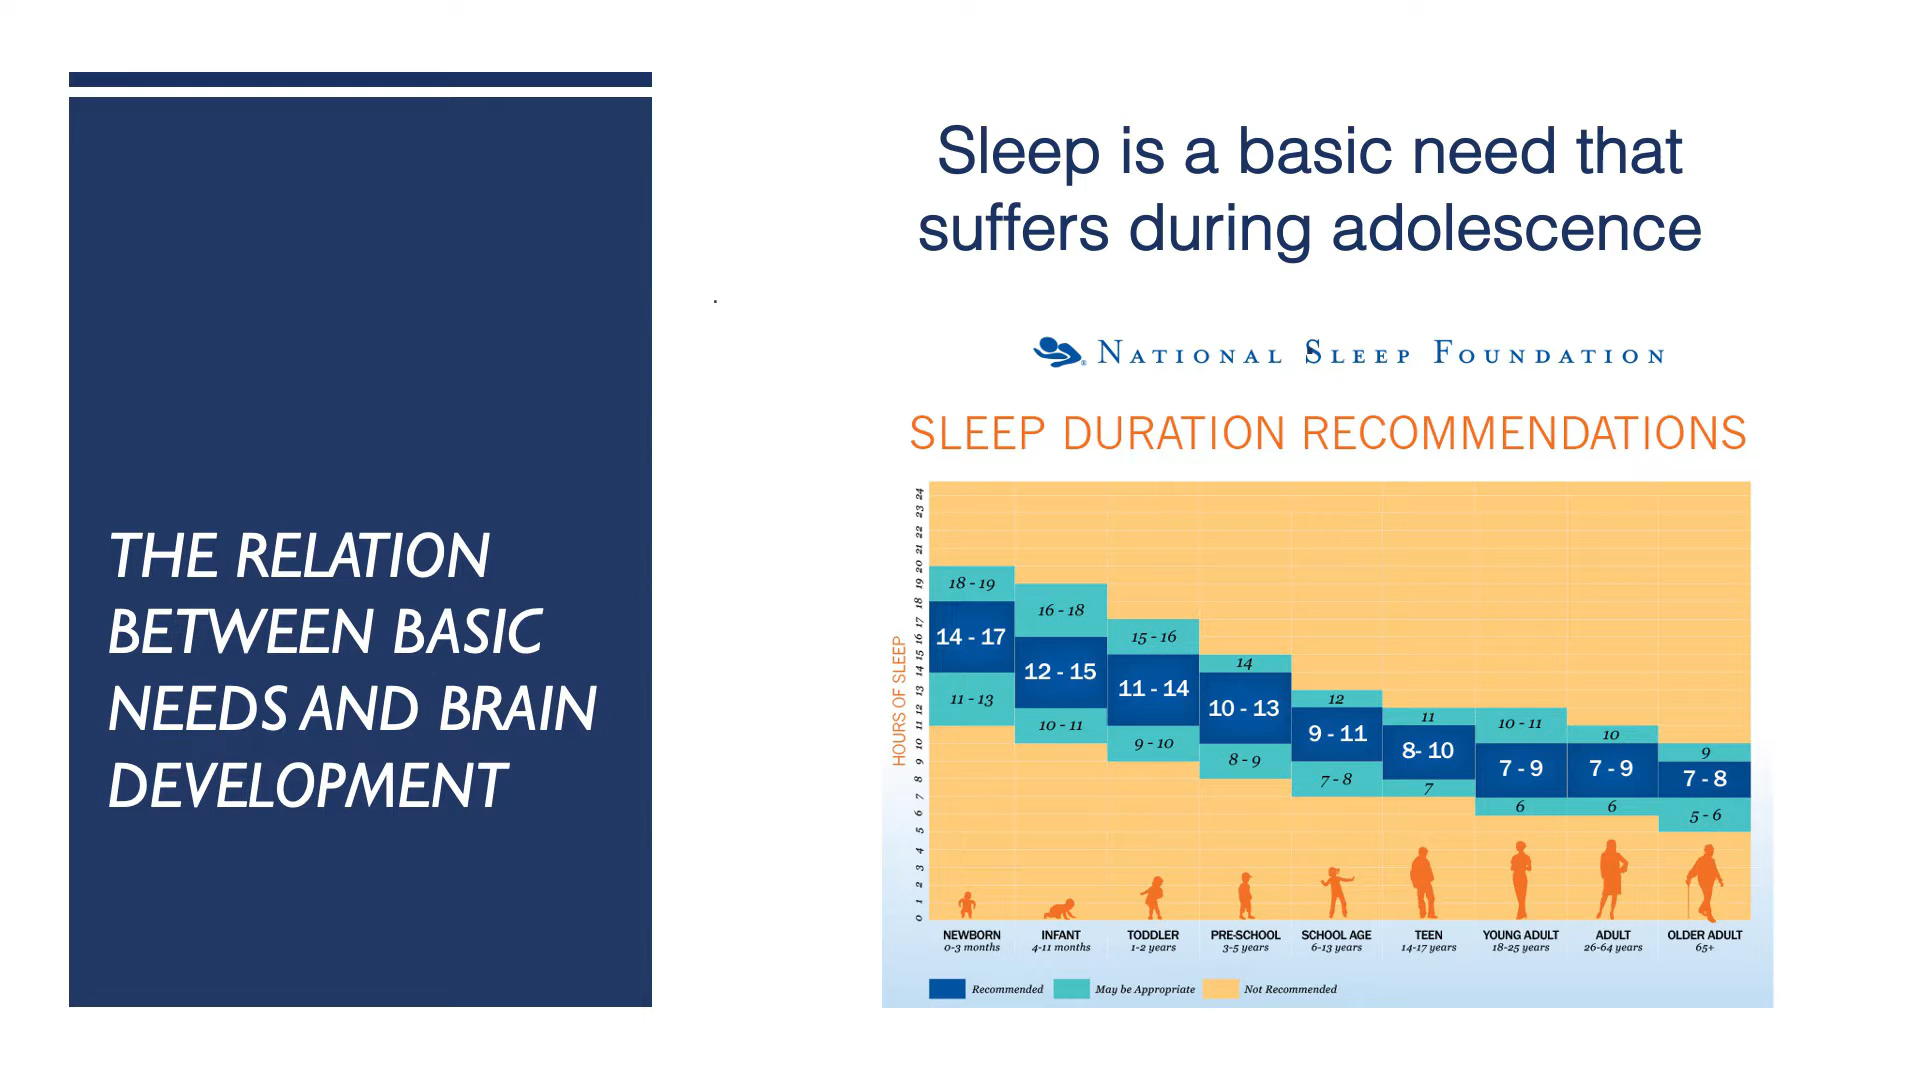 THE RELATION
BETWEEN BASIC
NEEDS AND BRAIN
DEVELOPMENT
Sleep is a basic need that
suffers during adolescence
.
NATIONAL SLEEP FOUNDATION
SLEEP DURATION RECOMMENDATIONS
HOURS OF SLEEP
24
23
22
21
20
19
18
17
16
15
14
13
12
11
10
9
8
7
6
5
4
3
2
1
0
18 - 19
14 - 17
11 - 13
16 - 18
12 - 15
10 - 11
15 - 16
11 - 14
9 - 10
14
10 - 13
8 - 9
12
9 - 11
7 - 8
11
8- 10
7
10 - 11
7 - 9
6
10
7 - 9
6
9
7 - 8
5 - 6
NEWBORN
0-3 months
INFANT
4-11 months
TODDLER
1-2 years
PRE-SCHOOL
3-5 years
SCHOOL AGE
6-13 years
TEEN
14-17 years
YOUNG ADULT
18-25 years
ADULT
26-64 years
OLDER ADULT
65+
Recommended
May be Appropriate
Not Recommended